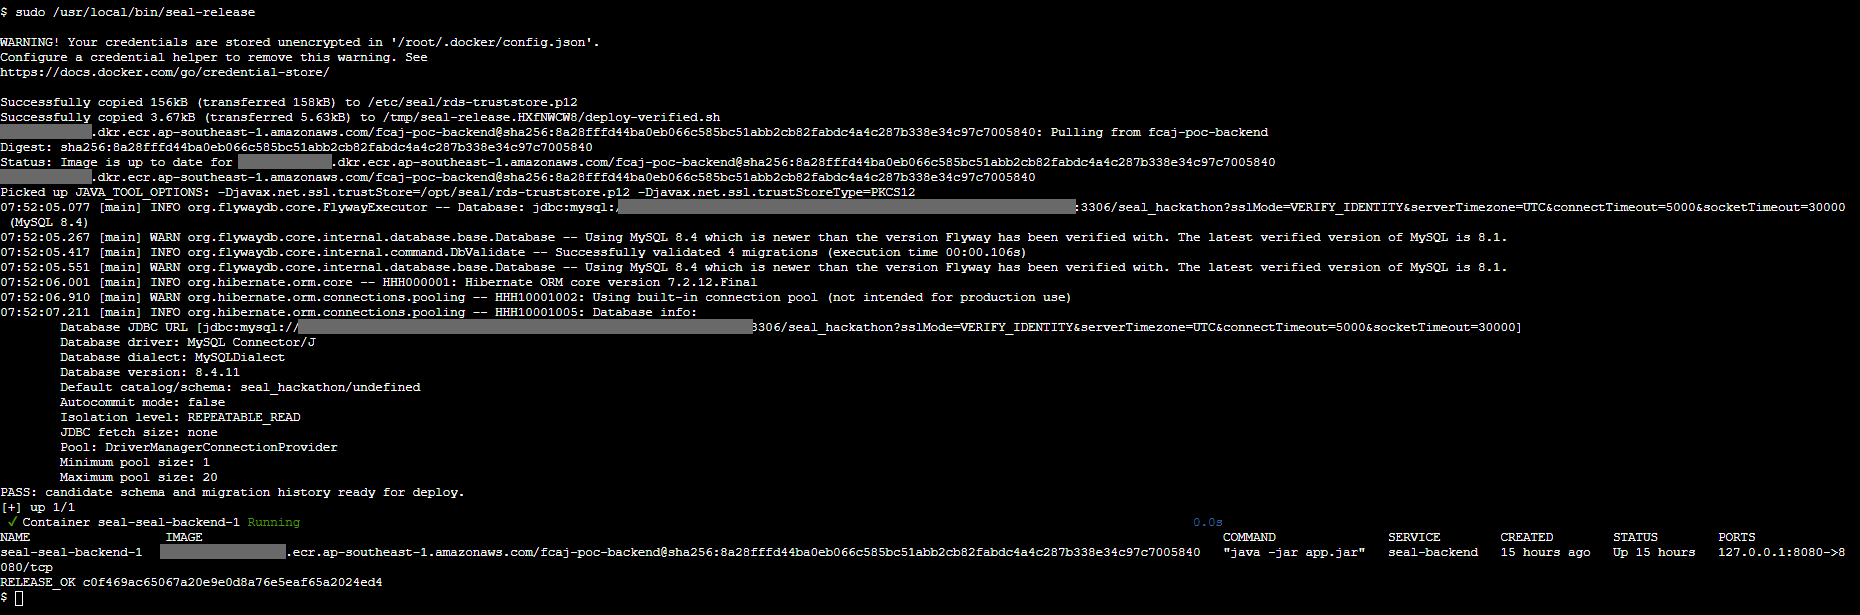 $ sudo /usr/local/bin/seal-release
WARNING! Your credentials are stored unencrypted in '/root/.docker/config.json'.
Configure a credential helper to remove this warning. See
https://docs.docker.com/go/credential-store/
Successfully copied 156kB (transferred 158kB) to /etc/seal/rds-truststore.p12
Successfully copied 3.67kB (transferred 5.63kB) to /tmp/seal-release.HXfNWCW8/deploy-verified.sh
.dkr.ecr.ap-southeast-1.amazonaws.com/fcaj-poc-backend@sha256:8a28fffd44ba0eb066c585bc51abb2cb82fabdc4a4c287b338e34c97c7005840: Pulling from fcaj-poc-backend
Digest: sha256:8a28fffd44ba0eb066c585bc51abb2cb82fabdc4a4c287b338e34c97c7005840
Status: Image is up to date for .dkr.ecr.ap-southeast-1.amazonaws.com/fcaj-poc-backend@sha256:8a28fffd44ba0eb066c585bc51abb2cb82fabdc4a4c287b338e34c97c7005840
.dkr.ecr.ap-southeast-1.amazonaws.com/fcaj-poc-backend@sha256:8a28fffd44ba0eb066c585bc51abb2cb82fabdc4a4c287b338e34c97c7005840
Picked up JAVA_TOOL_OPTIONS: -Djavax.net.ssl.trustStore=/opt/seal/rds-truststore.p12 -Djavax.net.ssl.trustStoreType=PKCS12
07:52:05.077 [main] INFO org.flywaydb.core.FlywayExecutor -- Database: jdbc:mysql:/ :3306/seal_hackathon?sslMode=VERIFY_IDENTITY&serverTimezone=UTC&connectTimeout=5000&socketTimeout=30000
(MySQL 8.4)
07:52:05.267 [main] WARN org.flywaydb.core.internal.database.base.Database -- Using MySQL 8.4 which is newer than the version Flyway has been verified with. The latest verified version of MySQL is 8.1.
07:52:05.417 [main] INFO org.flywaydb.core.internal.command.DbValidate -- Successfully validated 4 migrations (execution time 00:00.106s)
07:52:05.551 [main] WARN org.flywaydb.core.internal.database.base.Database -- Using MySQL 8.4 which is newer than the version Flyway has been verified with. The latest verified version of MySQL is 8.1.
07:52:06.001 [main] INFO org.hibernate.orm.core -- HHH000001: Hibernate ORM core version 7.2.12.Final
07:52:06.910 [main] WARN org.hibernate.orm.connections.pooling -- HHH10001002: Using built-in connection pool (not intended for production use)
07:52:07.211 [main] INFO org.hibernate.orm.connections.pooling -- HHH10001005: Database info:
Database JDBC URL [jdbc:mysql:// 3306/seal_hackathon?sslMode=VERIFY_IDENTITY&serverTimezone=UTC&connectTimeout=5000&socketTimeout=30000]
Database driver: MySQL Connector/J
Database dialect: MySQLDialect
Database version: 8.4.11
Default catalog/schema: seal_hackathon/undefined
Autocommit mode: false
Isolation level: REPEATABLE_READ
JDBC fetch size: none
Pool: DriverManagerConnectionProvider
Minimum pool size: 1
Maximum pool size: 20
PASS: candidate schema and migration history ready for deploy.
[+] up 1/1
✓ Container seal-seal-backend-1 Running 0.0s
NAME IMAGE COMMAND SERVICE CREATED STATUS PORTS
seal-seal-backend-1 .ecr.ap-southeast-1.amazonaws.com/fcaj-poc-backend@sha256:8a28fffd44ba0eb066c585bc51abb2cb82fabdc4a4c287b338e34c97c7005840 "java -jar app.jar" seal-backend 15 hours ago Up 15 hours 127.0.0.1:8080->8
080/tcp
RELEASE_OK c0f469ac65067a20e9e0d8a76e5eaf65a2024ed4
$